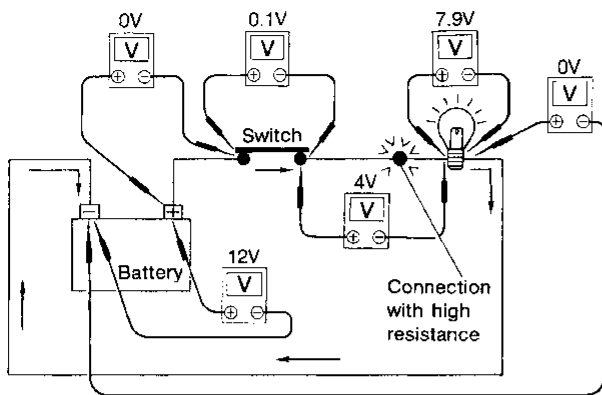 0V
0.1V
7.9V
0V
V
V
V
V
+ −
+ −
+ −
+ −
Switch
4V
V
+ −
− +
Battery
12V
V
+ −
Connection
with high
resistance